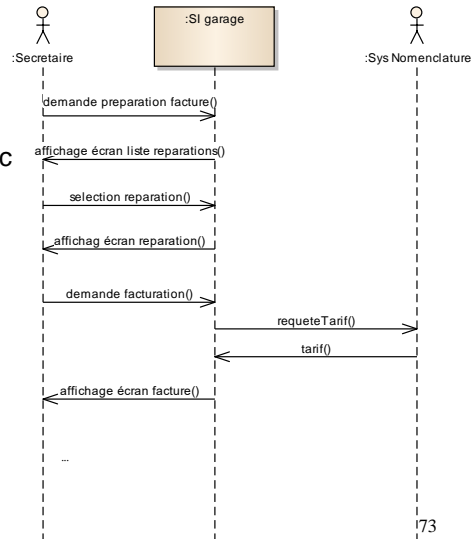 :SI garage
:Secretaire
:Sys Nomenclature
demande preparation facture()
c
affichage écran liste reparations()
selection reparation()
affichag écran reparation()
demande facturation()
requeteTarif()
tarif()
affichage écran facture()
...
73